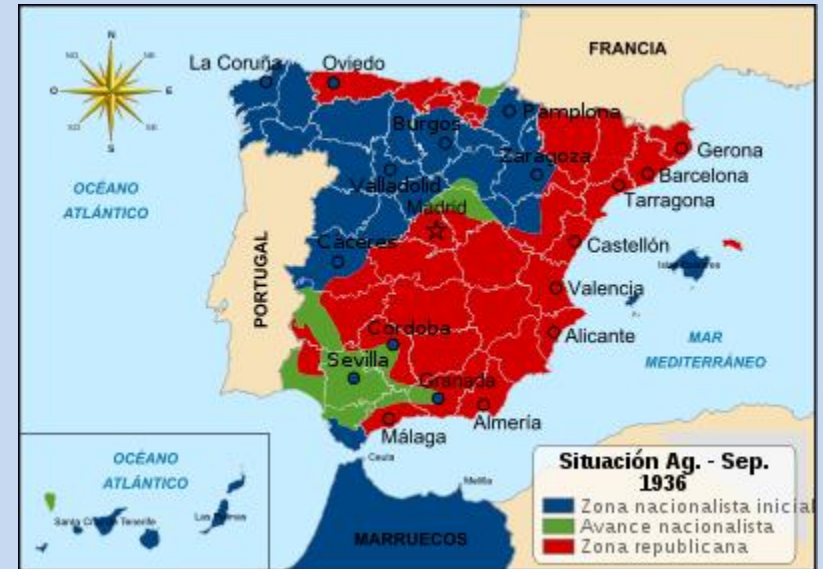 N
NO
NE
O
E
SO
SE
S
FRANCIA
La Coruña
Oviedo
Pamplona
Burgos
Zaragoza
Gerona
Barcelona
Tarragona
Valladolid
Madrid
OCÉANO
ATLÁNTICO
Cáceres
Castellón
PORTUGAL
Valencia
Córdoba
Alicante
MAR
MEDITERRÁNEO
Sevilla
Granada
Almería
Málaga
Ceuta
Melilla
MARRUECOS
OCÉANO
ATLÁNTICO
Santa Cruz de Tenerife
Las Palmas
Situación Ag. - Sep.
1936
Zona nacionalista inicial
Avance nacionalista
Zona republicana